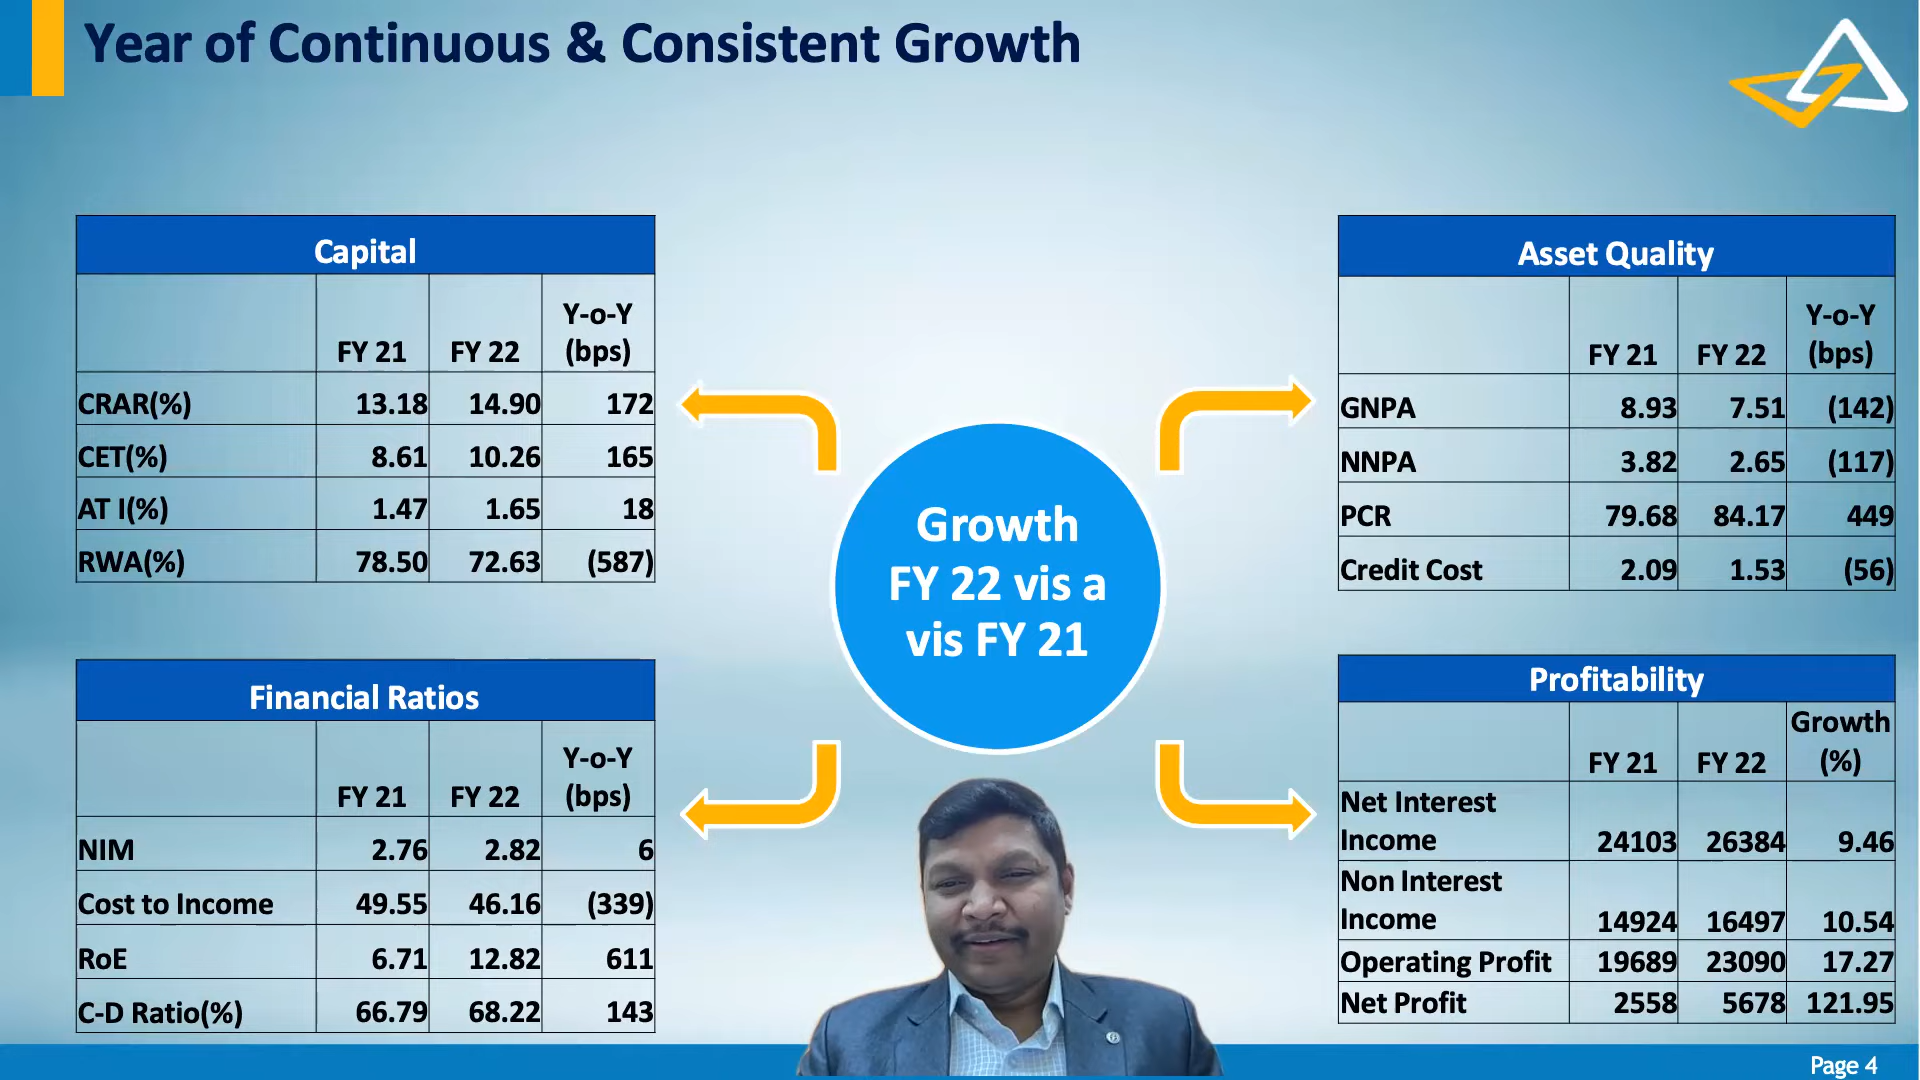 Year of Continuous & Consistent Growth
Capital
FY 21 FY 22 Y-o-Y (bps)
CRAR(%) 13.18 14.90 172
CET(%) 8.61 10.26 165
AT I(%) 1.47 1.65 18
RWA(%) 78.50 72.63 (587)
Asset Quality
FY 21 FY 22 Y-o-Y (bps)
GNPA 8.93 7.51 (142)
NNPA 3.82 2.65 (117)
PCR 79.68 84.17 449
Credit Cost 2.09 1.53 (56)
Growth
FY 22 vis a
vis FY 21
Financial Ratios
FY 21 FY 22 Y-o-Y (bps)
NIM 2.76 2.82 6
Cost to Income 49.55 46.16 (339)
RoE 6.71 12.82 611
C-D Ratio(%) 66.79 68.22 143
Profitability
FY 21 FY 22 Growth (%)
Net Interest
Income 24103 26384 9.46
Non Interest
Income 14924 16497 10.54
Operating Profit 19689 23090 17.27
Net Profit 2558 5678 121.95
Page 4